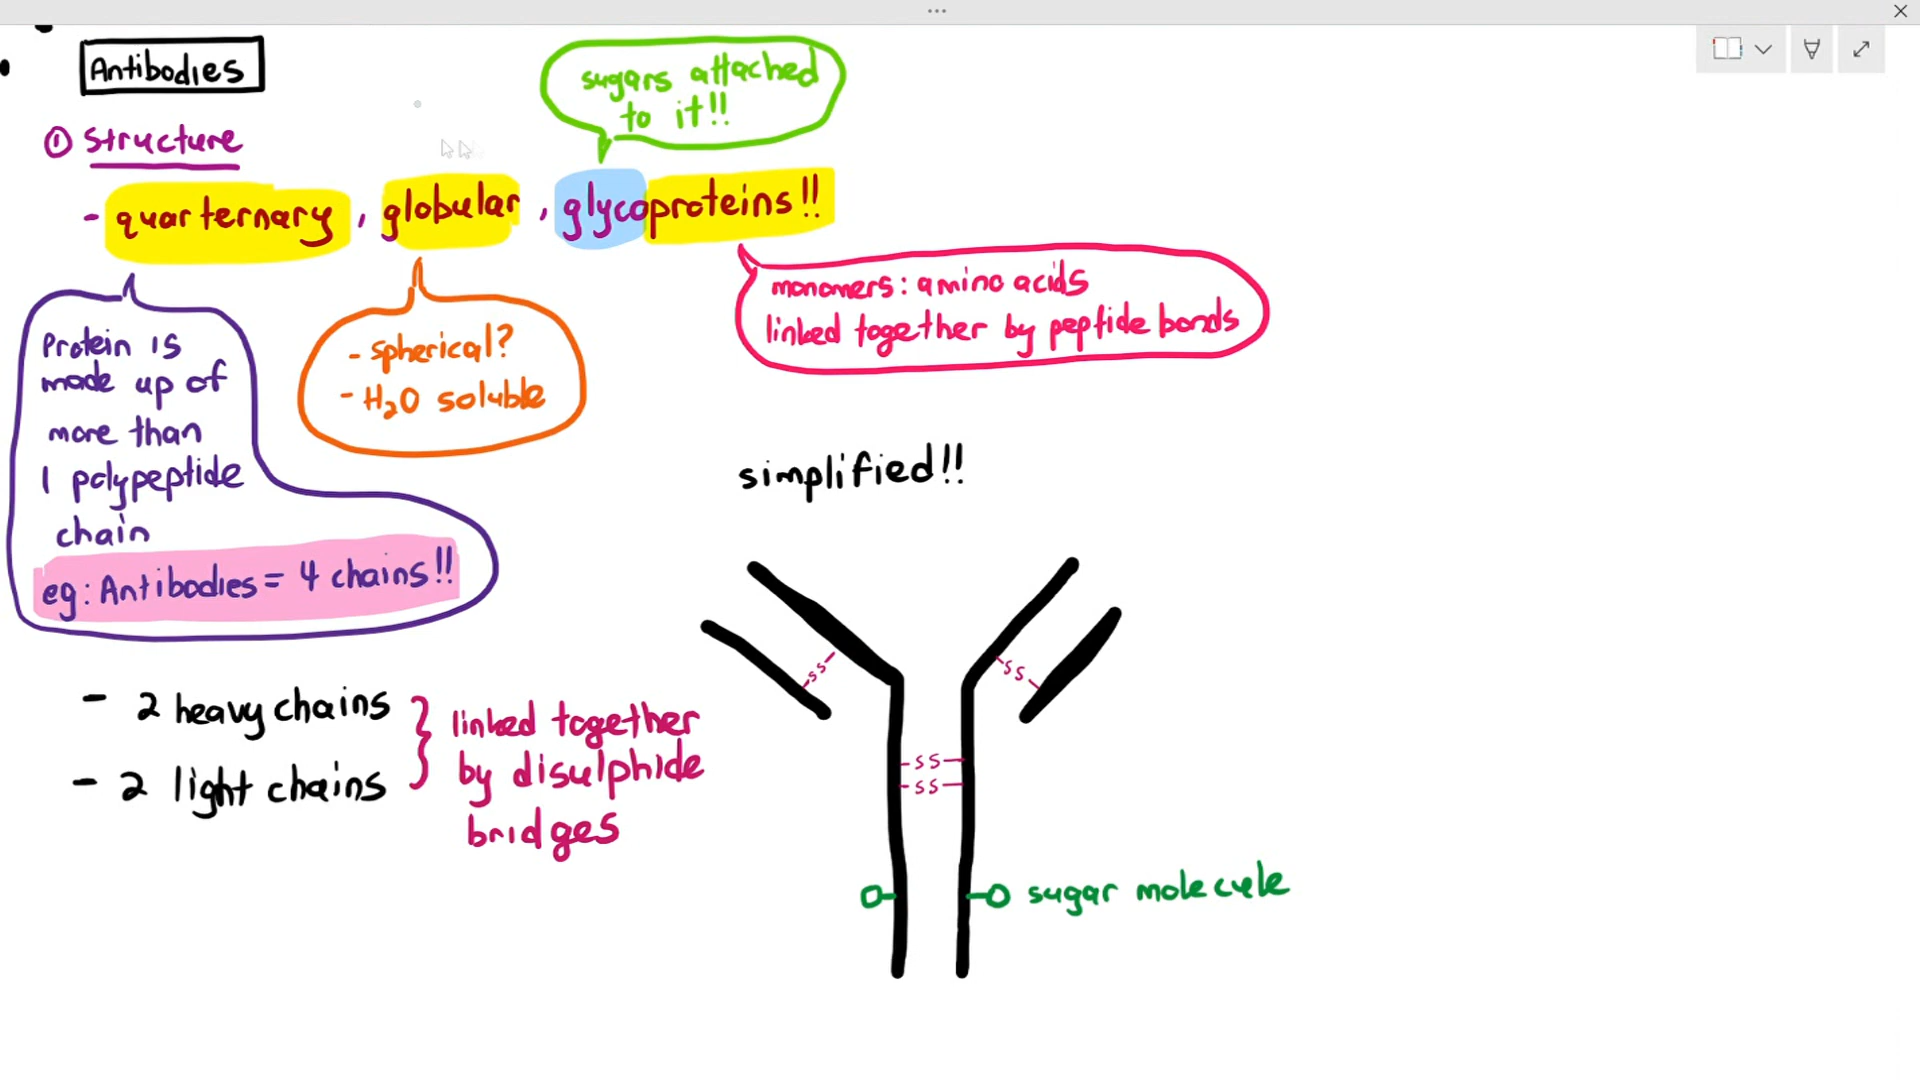 Antibodies
① Structure
- quarternary, globular, glycoproteins!!
sugars attached
to it!!
Protein is
made up of
more than
1 polypeptide
chain
eg: Antibodies = 4 chains!!
- spherical?
- H₂O soluble
monomers: amino acids
linked together by peptide bonds
- 2 heavy chains
- 2 light chains
linked together
by disulphide
bridges
simplified!!
-ss-
-ss-
-ss-
-ss-
sugar molecule